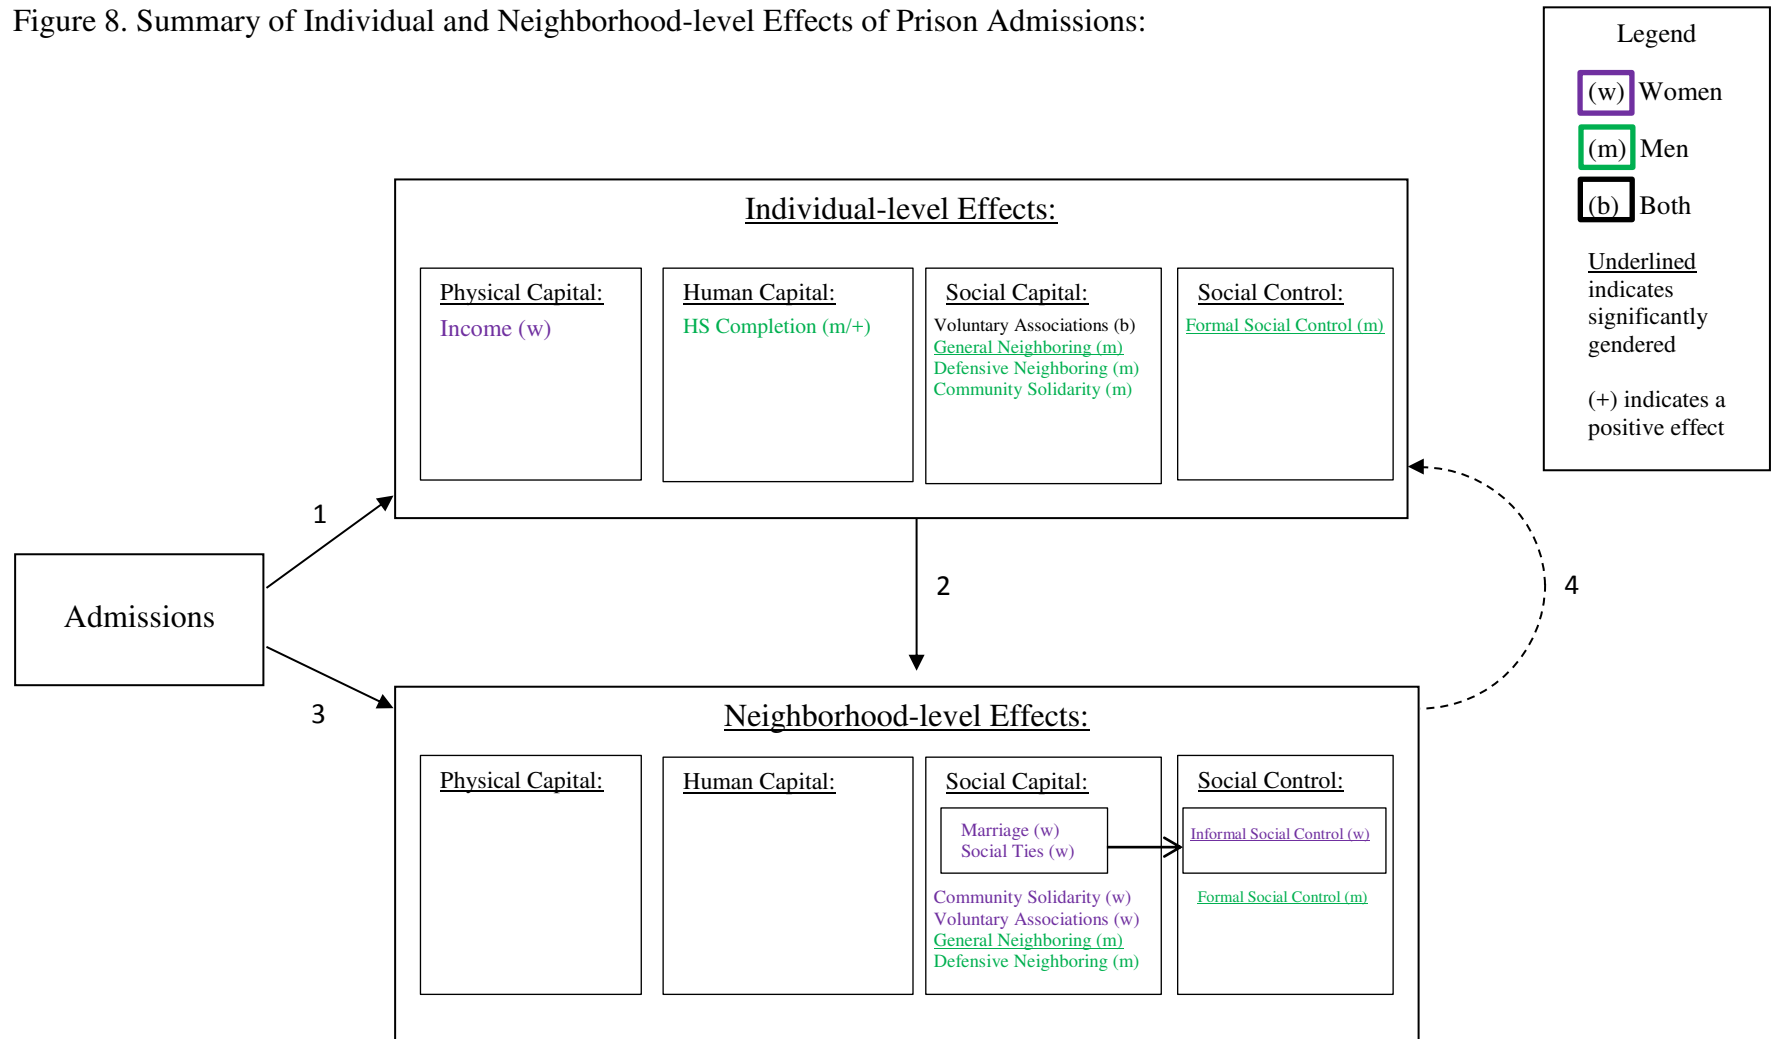 Figure 8. Summary of Individual and Neighborhood-level Effects of Prison Admissions:
Legend
(w) Women
(m) Men
(b) Both
Underlined
indicates
significantly
gendered
(+) indicates a
positive effect
Individual-level Effects:
Physical Capital:
Income (w)
Human Capital:
HS Completion (m/+)
Social Capital:
Voluntary Associations (b)
General Neighboring (m)
Defensive Neighboring (m)
Community Solidarity (m)
Social Control:
Formal Social Control (m)
1
2
4
Admissions
3
Neighborhood-level Effects:
Physical Capital:
Human Capital:
Social Capital:
Marriage (w)
Social Ties (w)
Community Solidarity (w)
Voluntary Associations (w)
General Neighboring (m)
Defensive Neighboring (m)
Social Control:
Informal Social Control (w)
Formal Social Control (m)